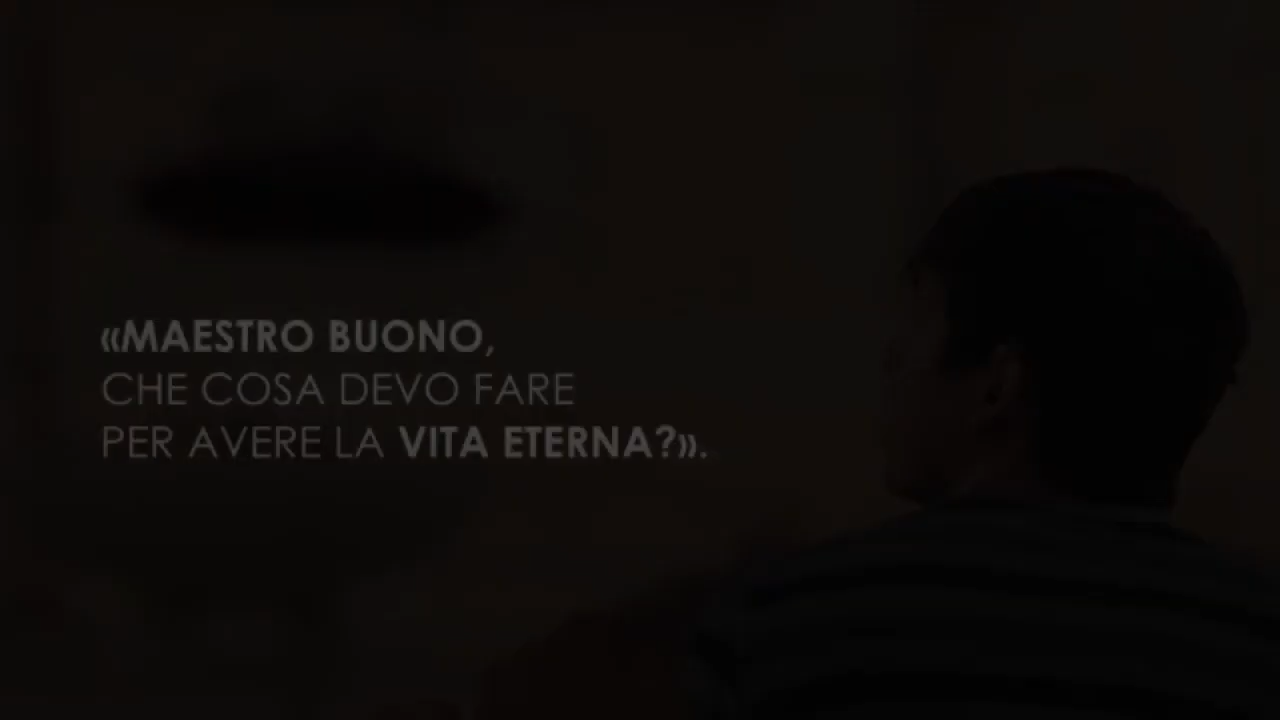 «MAESTRO BUONO,
CHE COSA DEVO FARE
PER AVERE LA VITA ETERNA?».